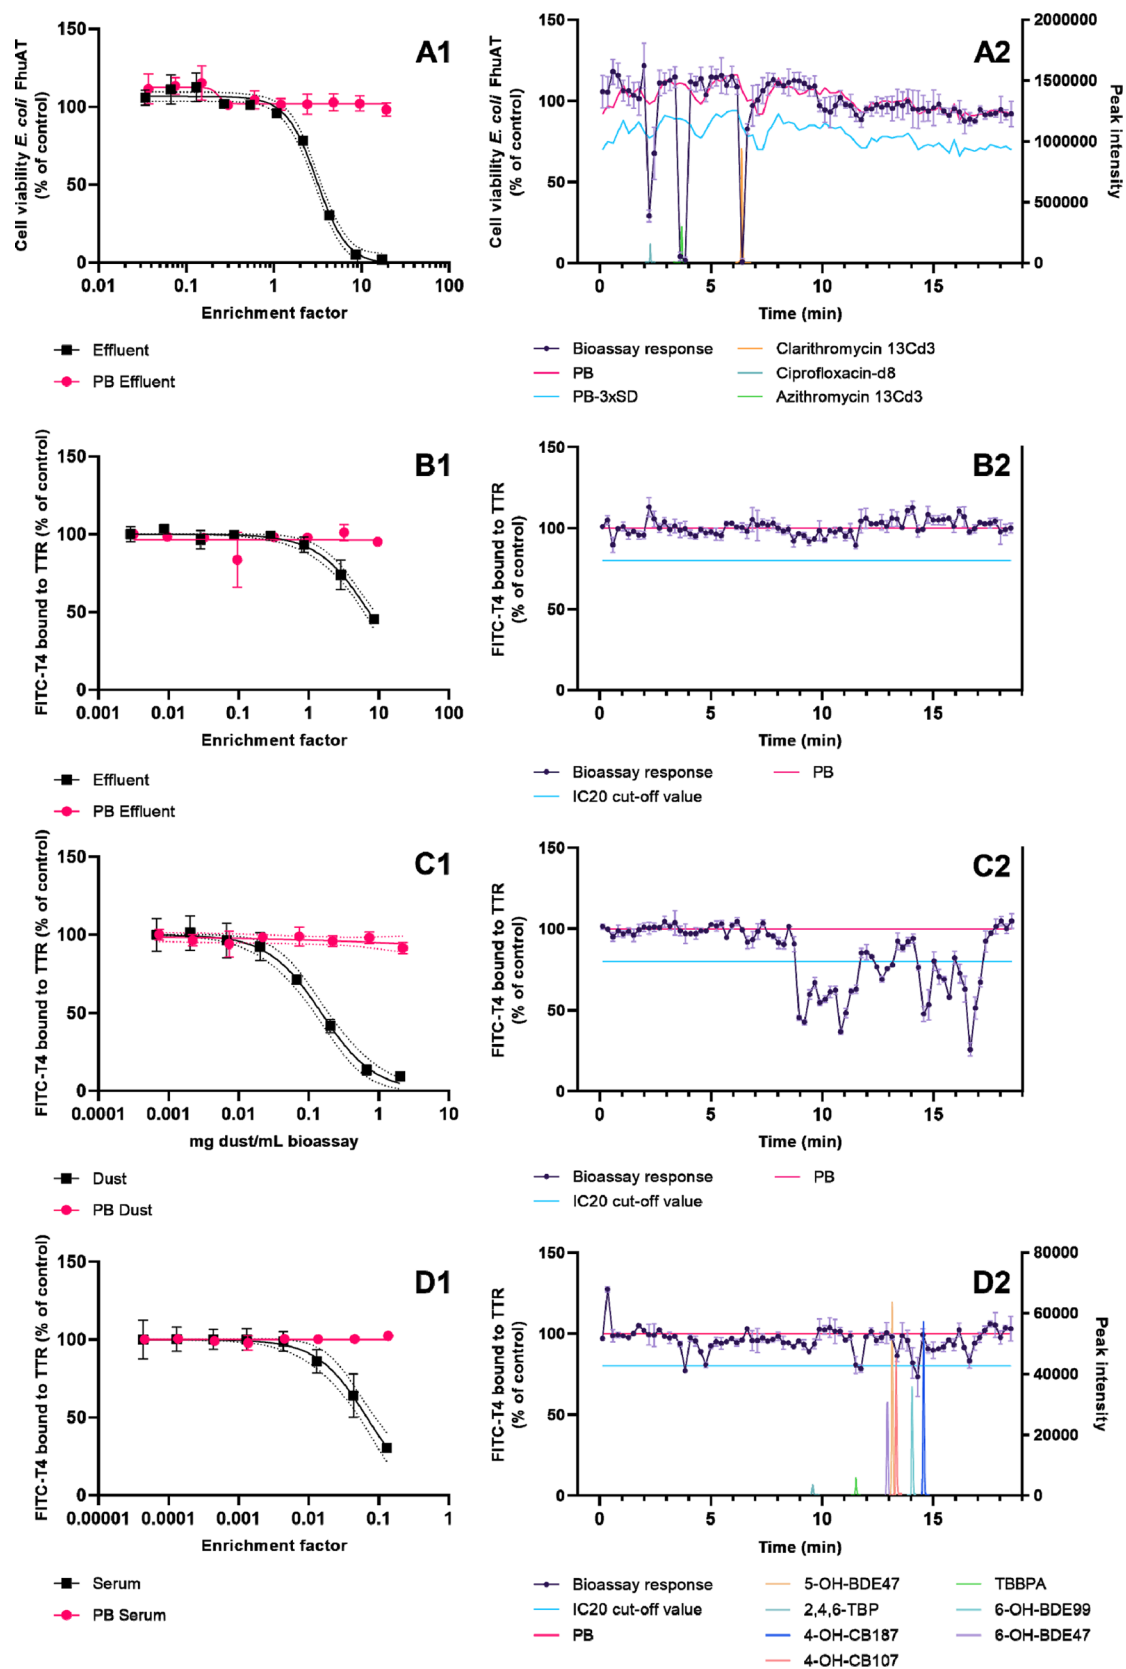 A1
Cell viability E. coli FhuAT
(% of control)
150
100
50
0
0.01
0.1
1
10
100
Enrichment factor
Effluent
PB Effluent
A2
Cell viability E. coli FhuAT
(% of control)
150
100
50
0
2000000
1500000
1000000
500000
0
Peak intensity
0
5
10
15
Time (min)
Bioassay response
PB
PB-3xSD
Clarithromycin 13Cd3
Ciprofloxacin-d8
Azithromycin 13Cd3
B1
FITC-T4 bound to TTR (% of control)
150
100
50
0
0.001
0.01
0.1
1
10
100
Enrichment factor
Effluent
PB Effluent
B2
FITC-T4 bound to TTR
(% of control)
150
100
50
0
0
5
10
15
Time (min)
Bioassay response
PB
IC20 cut-off value
C1
FITC-T4 bound to TTR (% of control)
150
100
50
0
0.0001
0.001
0.01
0.1
1
10
mg dust/mL bioassay
Dust
PB Dust
C2
FITC-T4 bound to TTR
(% of control)
150
100
50
0
0
5
10
15
Time (min)
Bioassay response
PB
IC20 cut-off value
D1
FITC-T4 bound to TTR (% of control)
150
100
50
0
0.00001
0.0001
0.001
0.01
0.1
1
Enrichment factor
Serum
PB Serum
D2
FITC-T4 bound to TTR
(% of control)
150
100
50
0
80000
60000
40000
20000
0
Peak intensity
0
5
10
15
Time (min)
Bioassay response
IC20 cut-off value
PB
5-OH-BDE47
2,4,6-TBP
4-OH-CB187
4-OH-CB107
TBBPA
6-OH-BDE99
6-OH-BDE47